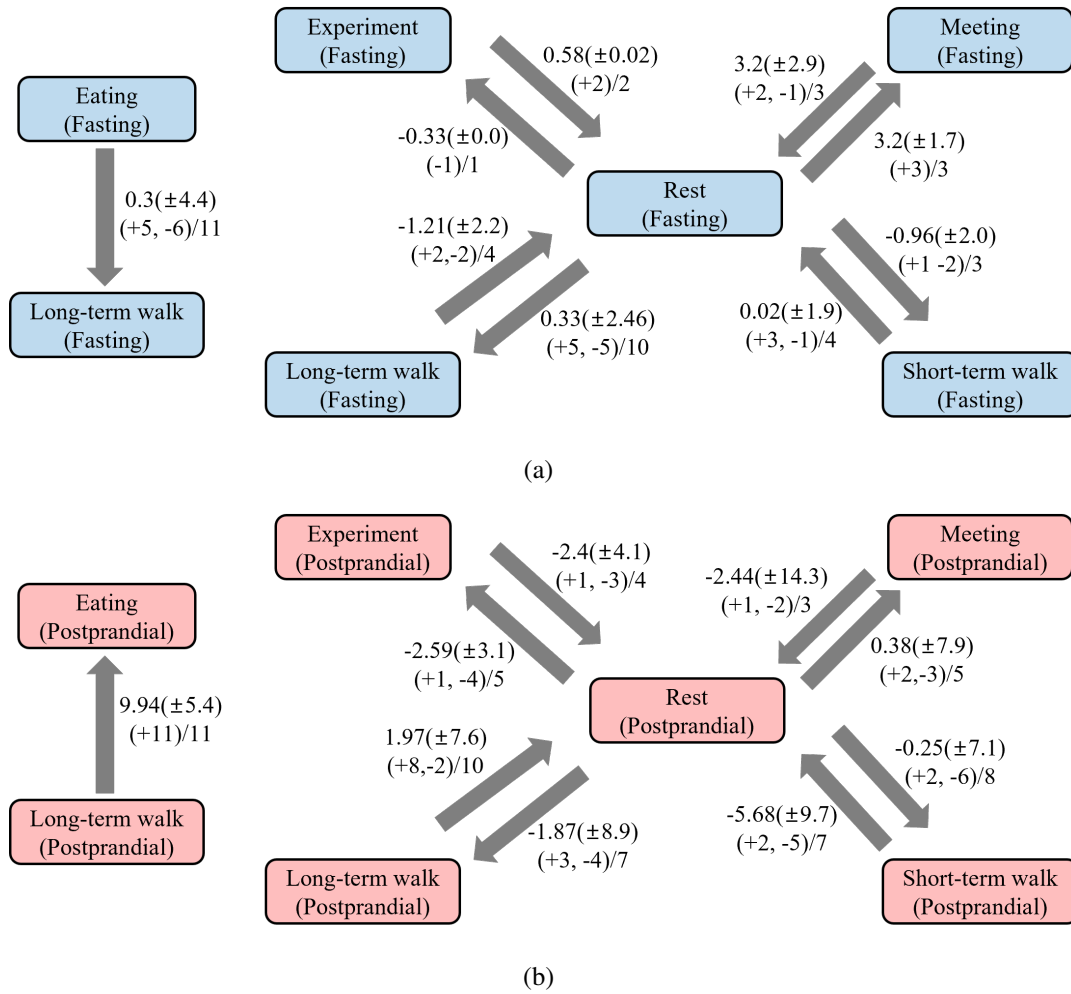 Experiment
(Fasting)
Meeting
(Fasting)
Eating
(Fasting)
0.58(±0.02)
(+2)/2
3.2(±2.9)
(+2, -1)/3
-0.33(±0.0)
(-1)/1
3.2(±1.7)
(+3)/3
Rest
(Fasting)
0.3(±4.4)
(+5, -6)/11
-1.21(±2.2)
(+2,-2)/4
-0.96(±2.0)
(+1 -2)/3
Long-term walk
(Fasting)
0.33(±2.46)
(+5, -5)/10
0.02(±1.9)
(+3, -1)/4
Long-term walk
(Fasting)
Short-term walk
(Fasting)
(a)
Experiment
(Postprandial)
Meeting
(Postprandial)
Eating
(Postprandial)
-2.4(±4.1)
(+1, -3)/4
-2.44(±14.3)
(+1, -2)/3
-2.59(±3.1)
(+1, -4)/5
0.38(±7.9)
(+2,-3)/5
Rest
(Postprandial)
9.94(±5.4)
(+11)/11
1.97(±7.6)
(+8,-2)/10
-0.25(±7.1)
(+2, -6)/8
Long-term walk
(Postprandial)
-1.87(±8.9)
(+3, -4)/7
-5.68(±9.7)
(+2, -5)/7
Long-term walk
(Postprandial)
Short-term walk
(Postprandial)
(b)